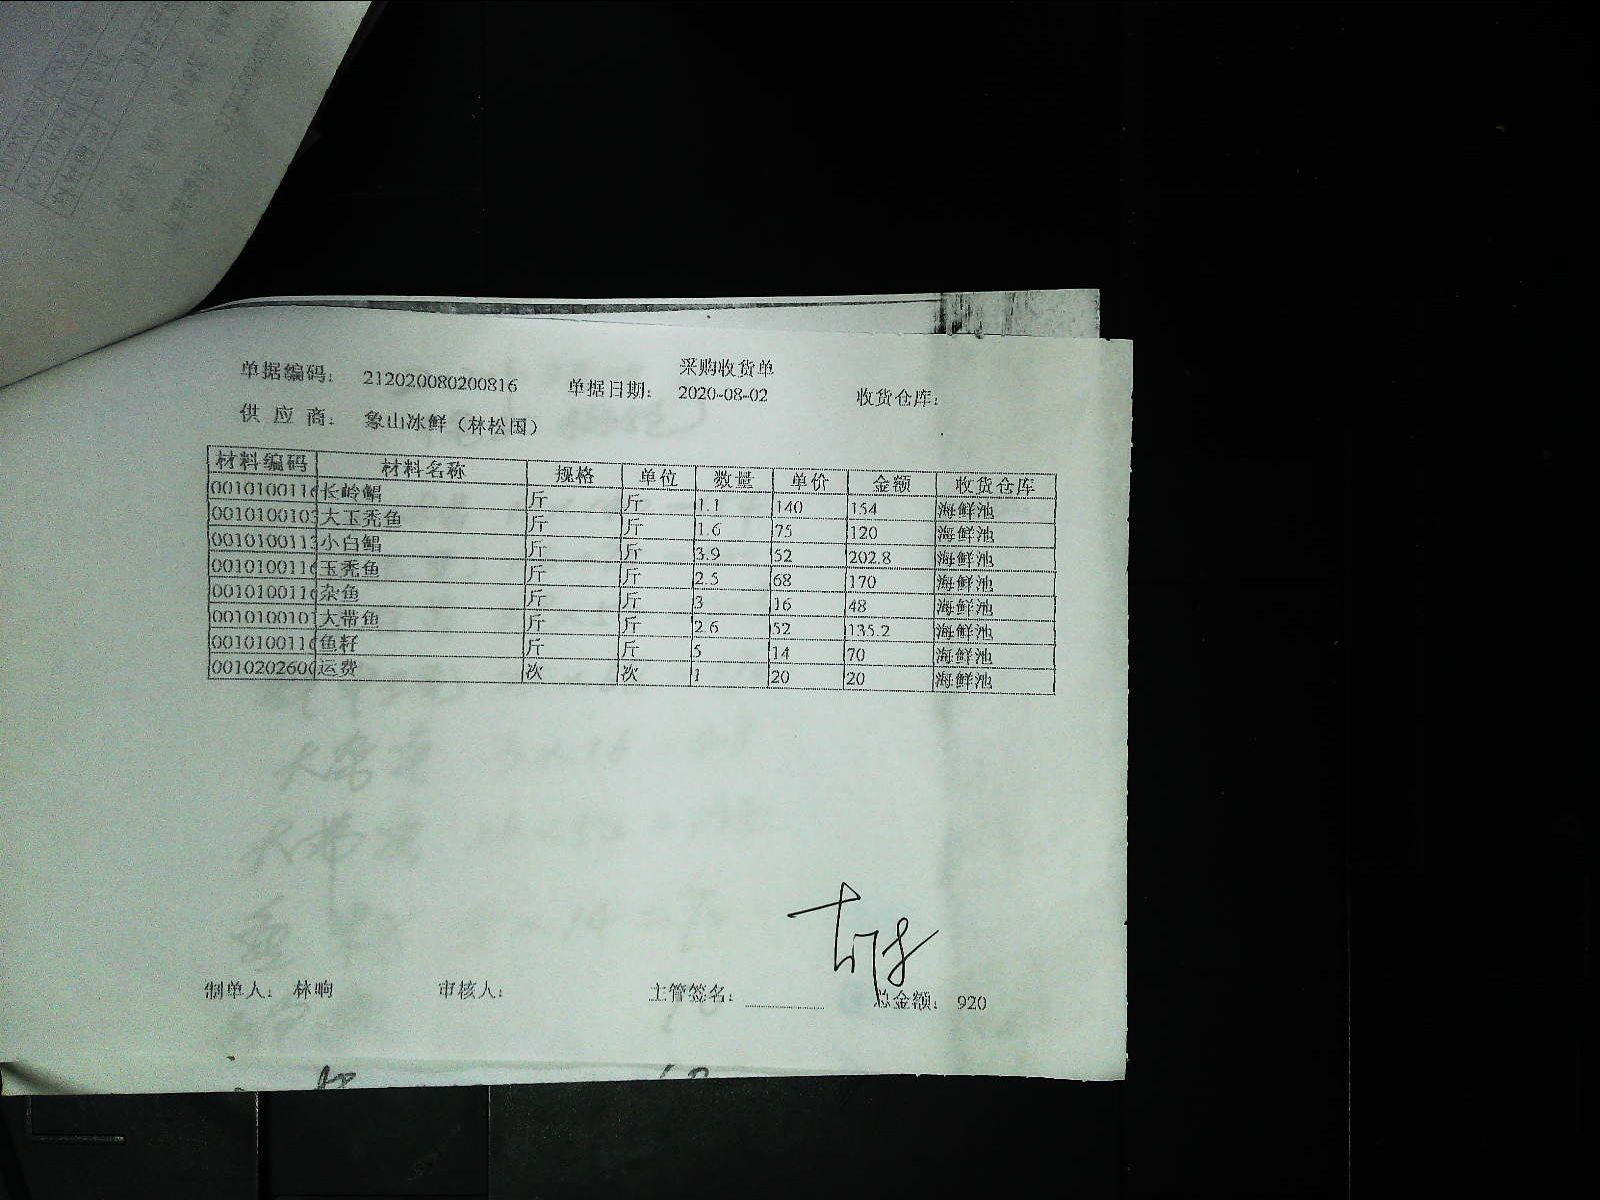 采购收货单
单据编码: 212020080200816 单据日期: 2020-08-02 收货仓库:
供 应 商: 象山冰鲜(林松国)
材料编码 材料名称 规格 单位 数量 单价 金额 收货仓库
0010100116 长岭鲳 斤 斤 1.1 140 154 海鲜池
001010010 大玉秃鱼 斤 斤 1.6 75 120 海鲜池
001010011 小白鲳 斤 斤 3.9 52 202.8 海鲜池
0010100116 玉秃鱼 斤 斤 2.5 68 170 海鲜池
0010100116 杂鱼 斤 斤 3 16 48 海鲜池
001010010 大带鱼 斤 斤 2.6 52 135.2 海鲜池
0010100116 鱼籽 斤 斤 5 14 70 海鲜池
0010202600 运费 次 次 1 20 20 海鲜池
制单人: 林响 审核人: 主管签名: 总金额: 920